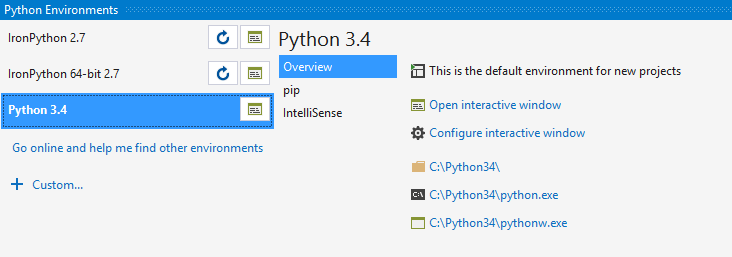 Python Environments
IronPython 2.7
IronPython 64-bit 2.7
Python 3.4
Go online and help me find other environments
Custom...
Python 3.4
Overview
pip
IntelliSense
This is the default environment for new projects
Open interactive window
Configure interactive window
C:\Python34\
C:\Python34\python.exe
C:\Python34\pythonw.exe